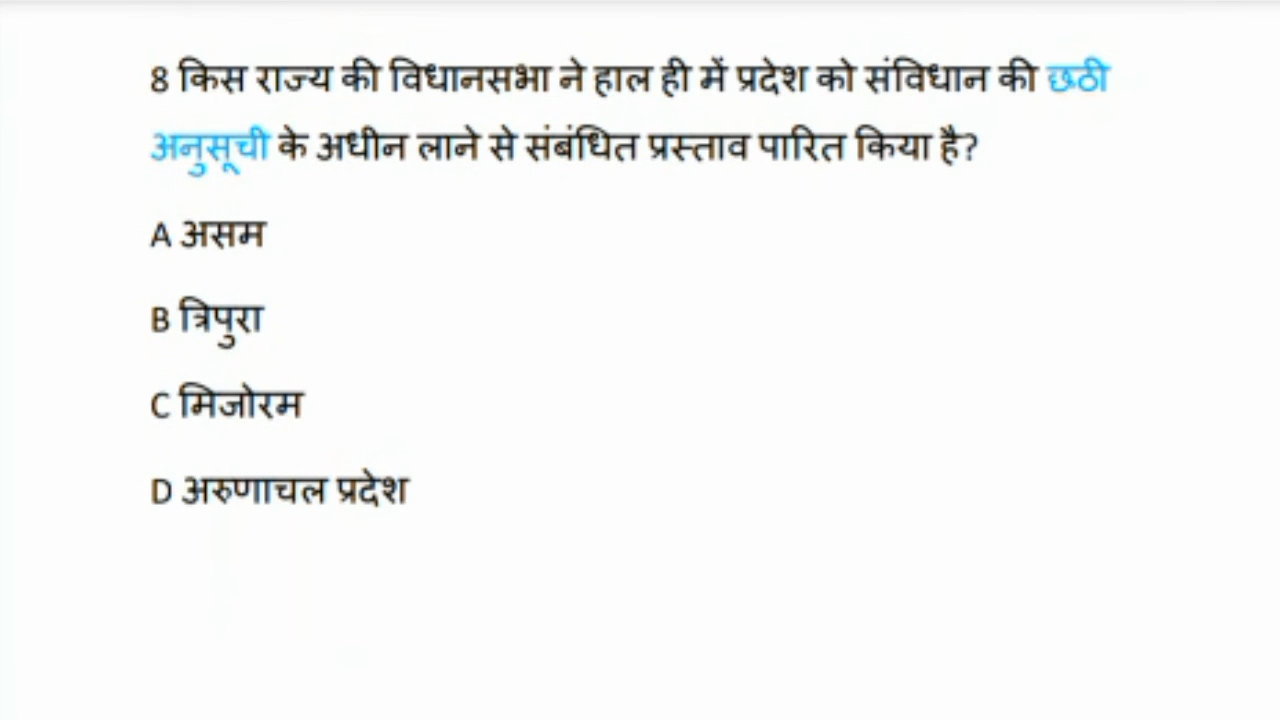 8 किस राज्य की विधानसभा ने हाल ही में प्रदेश को संविधान की छठी
अनुसूची के अधीन लाने से संबंधित प्रस्ताव पारित किया है?
A असम
B त्रिपुरा
C मिजोरम
D अरुणाचल प्रदेश